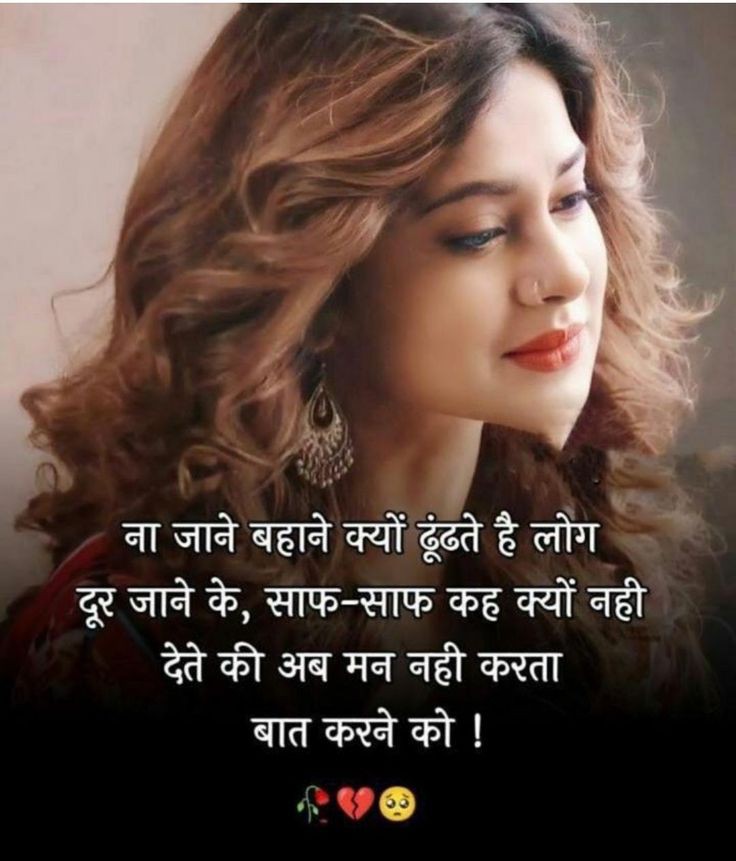 ना जाने बहाने क्यों ढूंढते है लोग
दूर जाने के, साफ-साफ कह क्यों नही
देते की अब मन नही करता
बात करने को !
🥀💔🥺